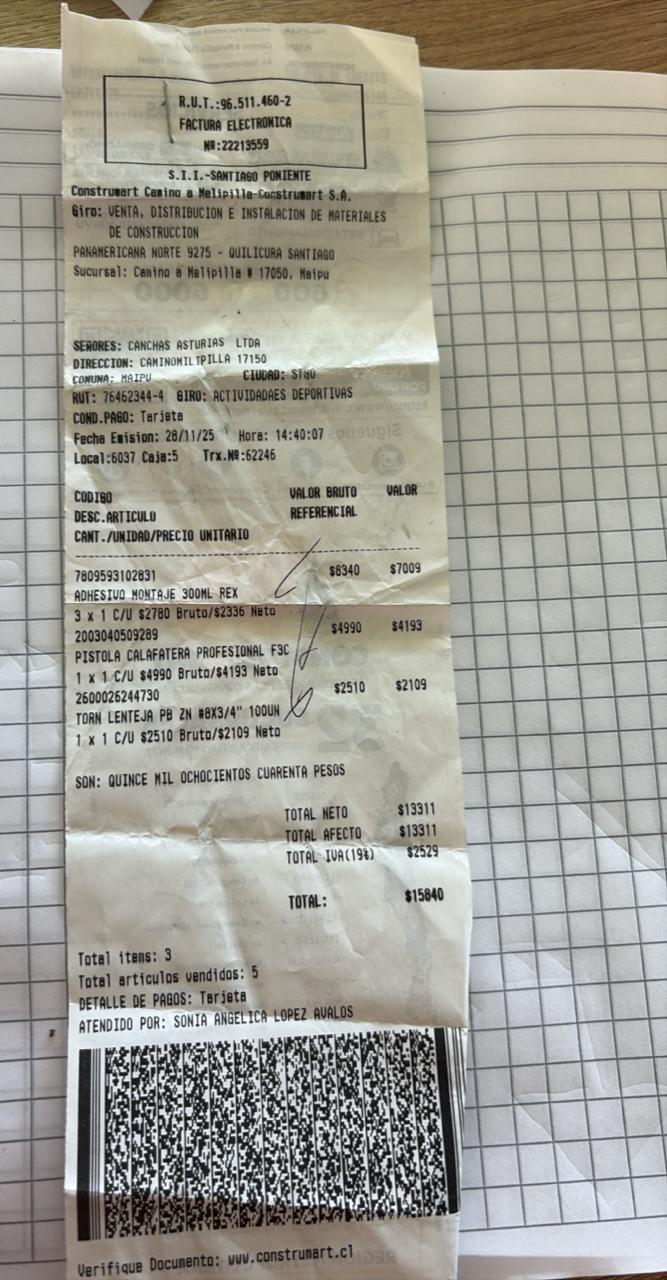 R.U.T.:96.511.460-2
FACTURA ELECTRONICA
Nº:22213559
S.I.I.-SANTIAGO PONIENTE
Construmart Camino a Melipilla-Construmart S.A.
Giro: VENTA, DISTRIBUCION E INSTALACION DE MATERIALES
DE CONSTRUCCION
PANAMERICANA NORTE 9275 - QUILICURA SANTIAGO
Sucursal: Camino a Melipilla # 17050, Maipu
SEÑORES: CANCHAS ASTURIAS LTDA
DIRECCION: CAMINOMILIPILLA 17150
COMUNA: MAIPU CIUDAD: STGO
RUT: 76462344-4 GIRO: ACTIVIDADAES DEPORTIVAS
COND.PAGO: Tarjeta
Fecha Emision: 28/11/25 Hora: 14:40:07
Local:6037 Caja:5 Trx.Nº:62246
CODIGO VALOR BRUTO VALOR
DESC.ARTICULO REFERENCIAL
CANT./UNIDAD/PRECIO UNITARIO
7809593102831 $8340 $7009
ADHESIVO MONTAJE 300ML REX
3 x 1 C/U $2780 Bruto/$2336 Neto
2003040509289 $4990 $4193
PISTOLA CALAFATERA PROFESIONAL F3C
1 x 1 C/U $4990 Bruto/$4193 Neto
2600026244730 $2510 $2109
TORN LENTEJA PB ZN #8X3/4" 100UN
1 x 1 C/U $2510 Bruto/$2109 Neto
SON: QUINCE MIL OCHOCIENTOS CUARENTA PESOS
TOTAL NETO $13311
TOTAL AFECTO $13311
TOTAL IVA(19%) $2529
TOTAL: $15840
Total items: 3
Total articulos vendidos: 5
DETALLE DE PAGOS: Tarjeta
ATENDIDO POR: SONIA ANGELICA LOPEZ AVALOS
Verifique Documento: www.construmart.cl